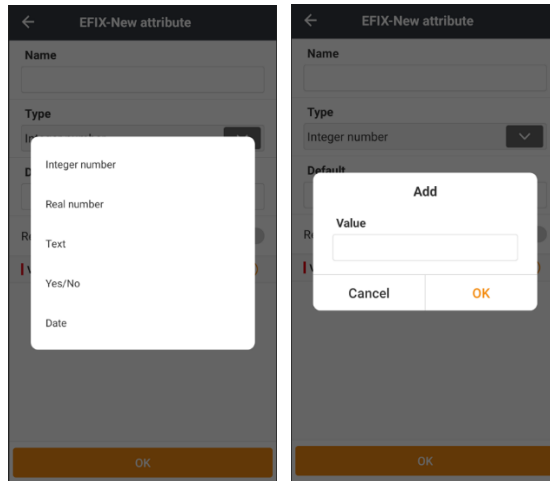 EFIX-New attribute
Name
Type
Integer number
Real number
Text
Yes/No
Date
OK
EFIX-New attribute
Name
Type
Integer number
Default
Add
Value
Cancel OK
OK